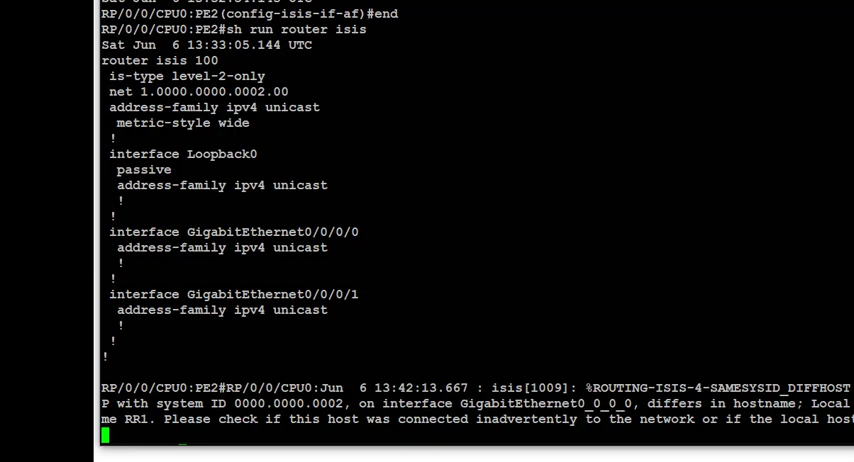 RP/0/0/CPU0:PE2(config-isis-if-af)#end
RP/0/0/CPU0:PE2#sh run router isis
Sat Jun  6 13:33:05.144 UTC
router isis 100
 is-type level-2-only
 net 1.0000.0000.0002.00
 address-family ipv4 unicast
  metric-style wide
 !
 interface Loopback0
  passive
  address-family ipv4 unicast
  !
 !
 interface GigabitEthernet0/0/0/0
  address-family ipv4 unicast
  !
 !
 interface GigabitEthernet0/0/0/1
  address-family ipv4 unicast
  !
 !
!
RP/0/0/CPU0:PE2#RP/0/0/CPU0:Jun  6 13:42:13.667 : isis[1009]: %ROUTING-ISIS-4-SAMESYSID_DIFFHOST
P with system ID 0000.0000.0002, on interface GigabitEthernet0_0_0_0, differs in hostname; Local
me RR1. Please check if this host was connected inadvertently to the network or if the local host